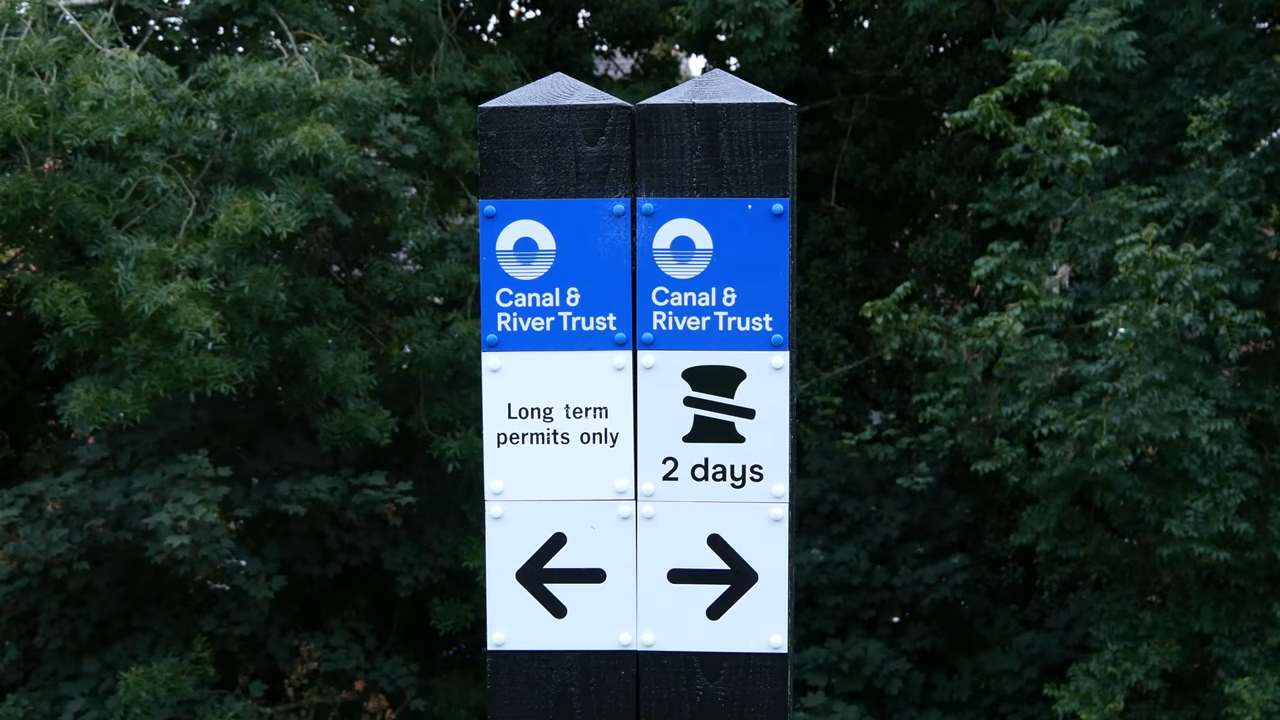 Canal &
River Trust
Long term
permits only
Canal &
River Trust
2 days